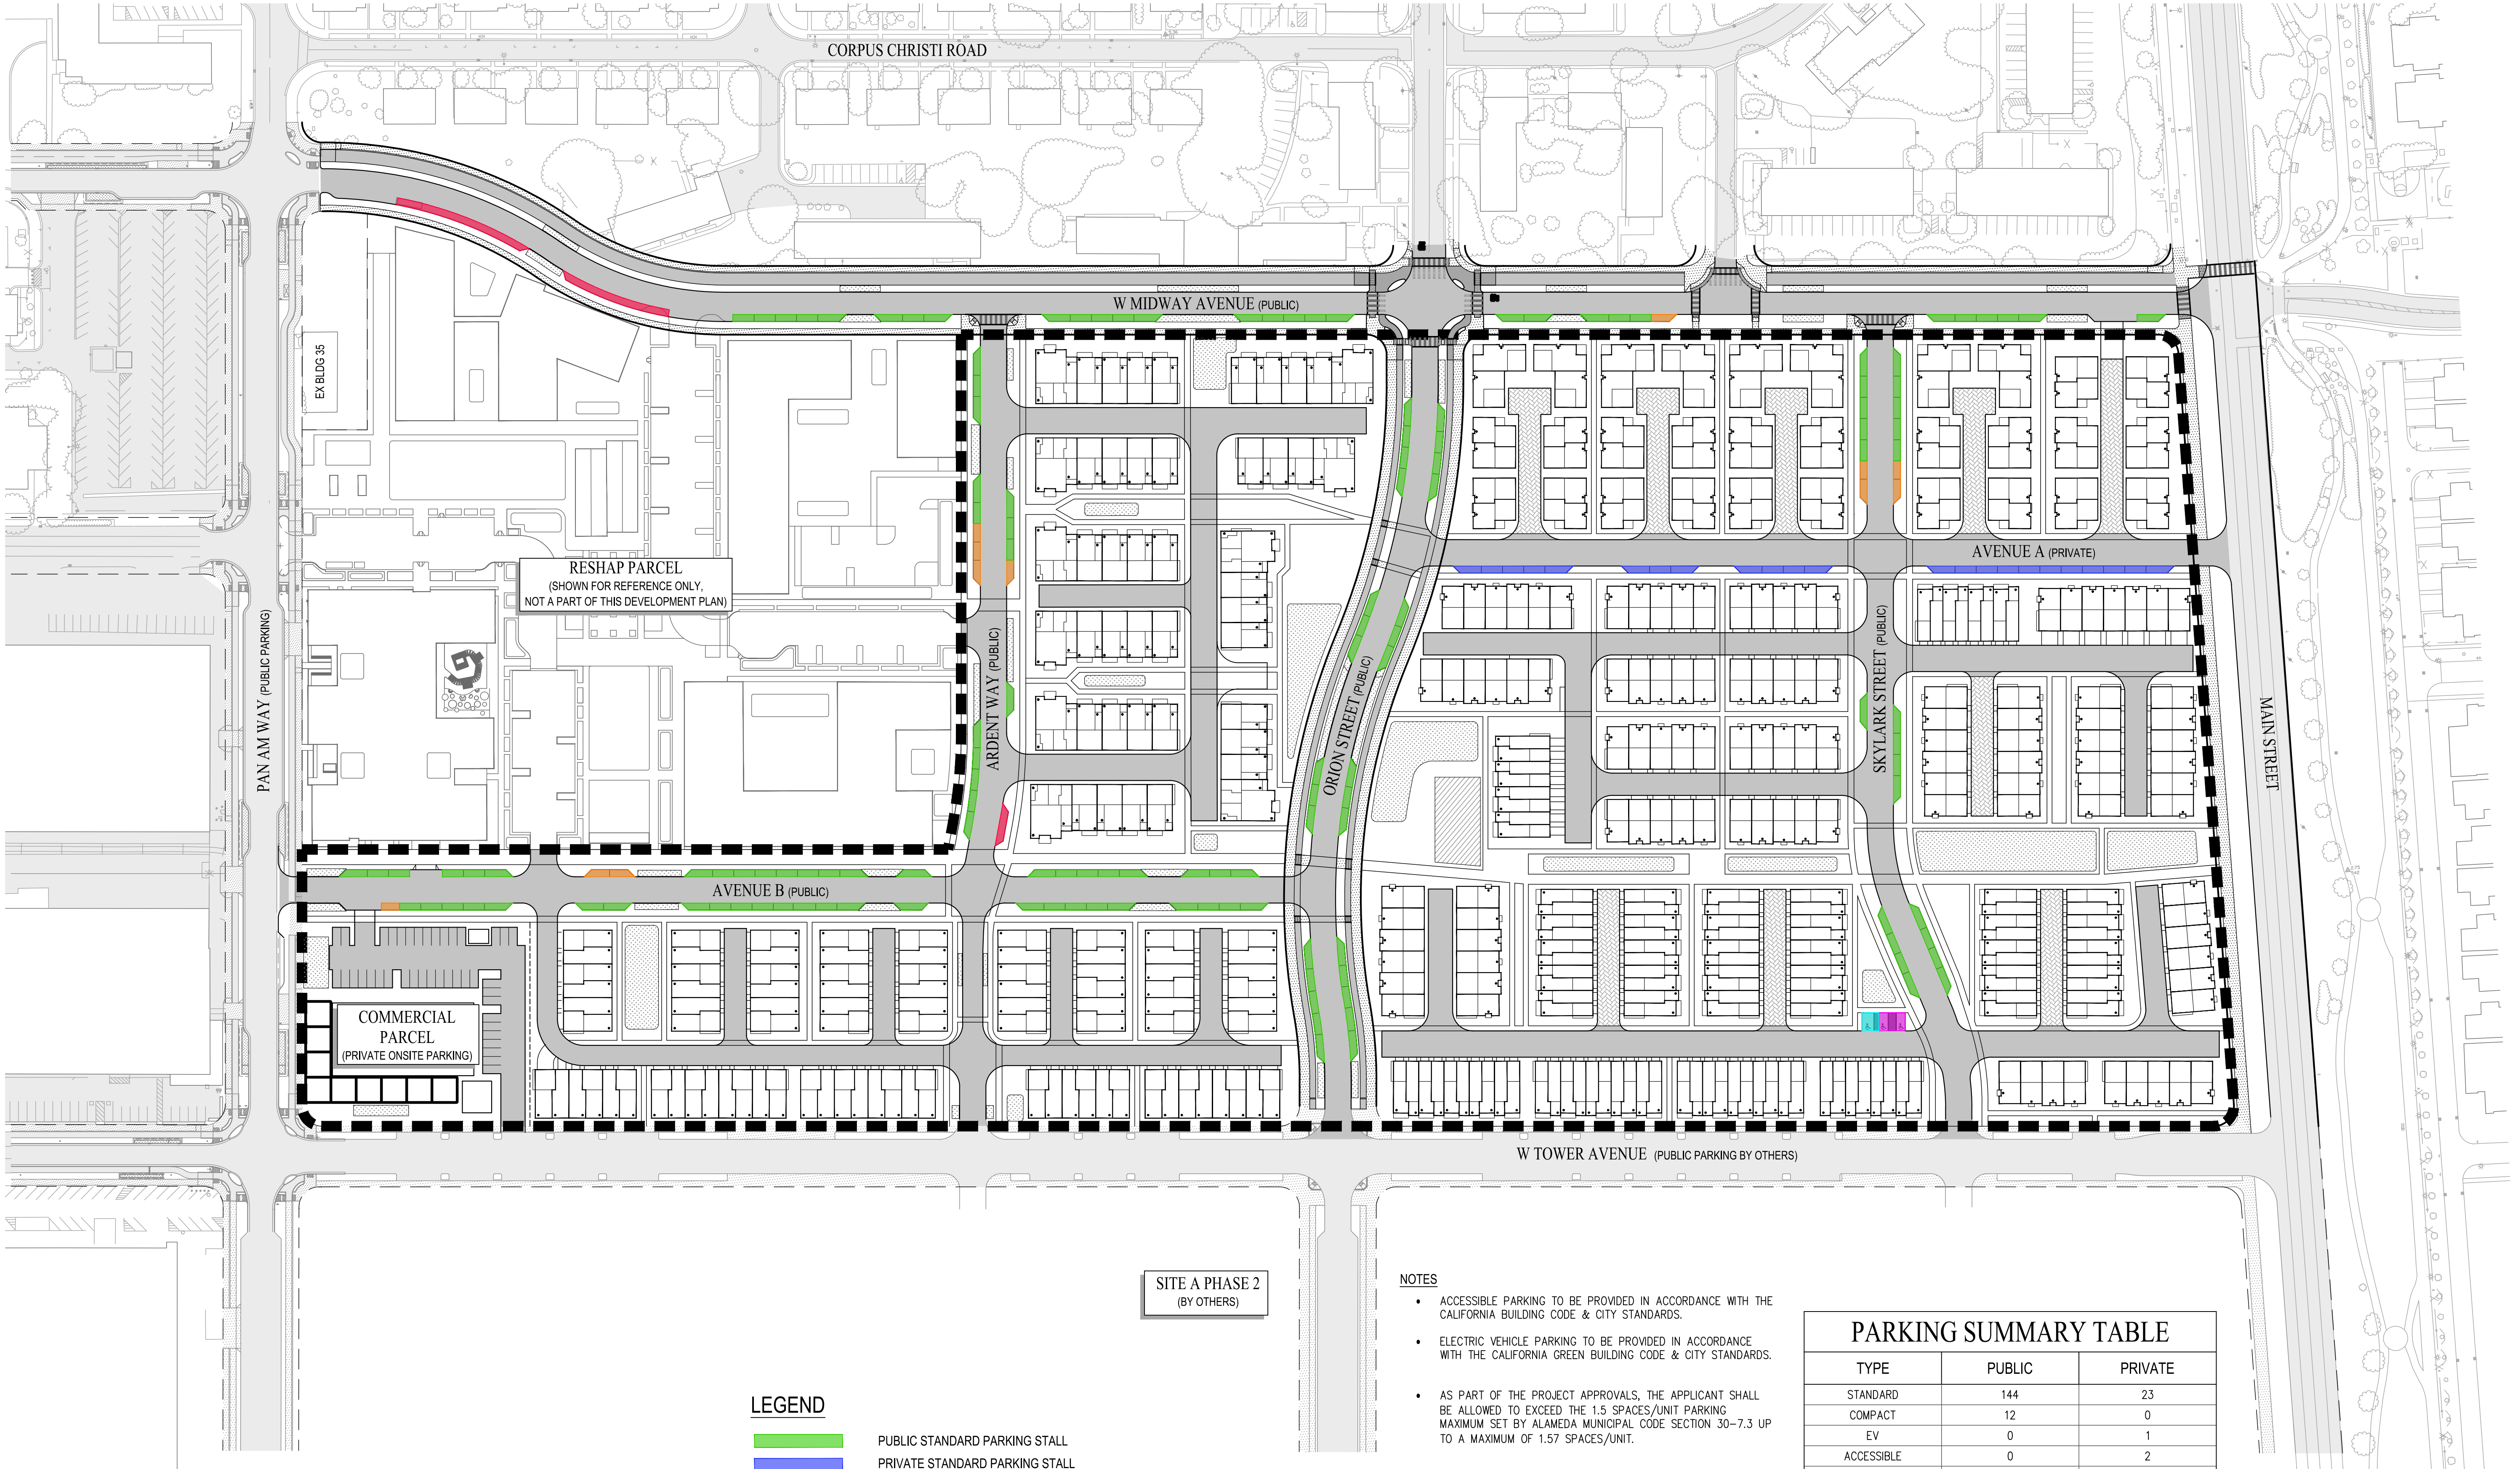 CORPUS CHRISTI ROAD
W MIDWAY AVENUE (PUBLIC)
EX BLDG 35
RESHAP PARCEL
(SHOWN FOR REFERENCE ONLY,
NOT A PART OF THIS DEVELOPMENT PLAN)
AVENUE A (PRIVATE)
PAN AM WAY (PUBLIC PARKING)
ARDENT WAY (PUBLIC)
ORION STREET (PUBLIC)
SKYLARK STREET (PUBLIC)
MAIN STREET
AVENUE B (PUBLIC)
COMMERCIAL
PARCEL
(PRIVATE ONSITE PARKING)
W TOWER AVENUE (PUBLIC PARKING BY OTHERS)
SITE A PHASE 2
(BY OTHERS)
LEGEND
PUBLIC STANDARD PARKING STALL
PRIVATE STANDARD PARKING STALL
NOTES
• ACCESSIBLE PARKING TO BE PROVIDED IN ACCORDANCE WITH THE
CALIFORNIA BUILDING CODE & CITY STANDARDS.
• ELECTRIC VEHICLE PARKING TO BE PROVIDED IN ACCORDANCE
WITH THE CALIFORNIA GREEN BUILDING CODE & CITY STANDARDS.
• AS PART OF THE PROJECT APPROVALS, THE APPLICANT SHALL
BE ALLOWED TO EXCEED THE 1.5 SPACES/UNIT PARKING
MAXIMUM SET BY ALAMEDA MUNICIPAL CODE SECTION 30-7.3 UP
TO A MAXIMUM OF 1.57 SPACES/UNIT.
PARKING SUMMARY TABLE
TYPE PUBLIC PRIVATE
STANDARD 144 23
COMPACT 12 0
EV 0 1
ACCESSIBLE 0 2